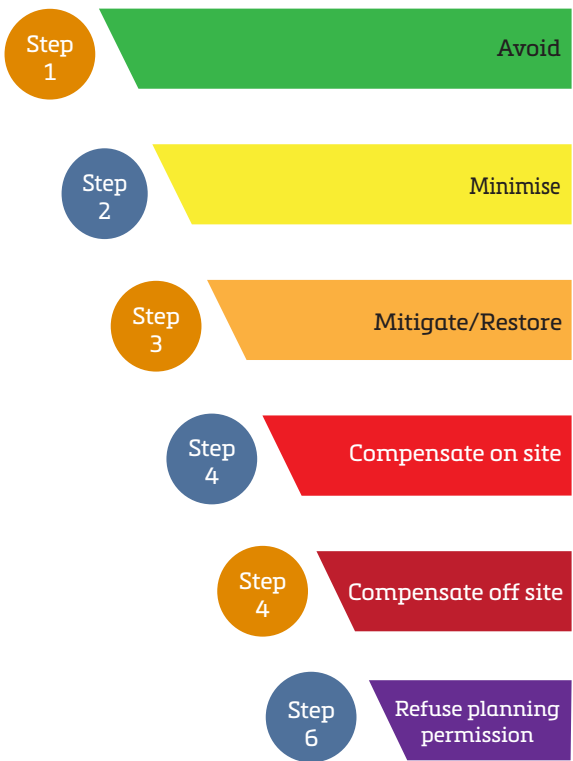 Step
1
Avoid
Step
2
Minimise
Step
3
Mitigate/Restore
Step
4
Compensate on site
Step
4
Compensate off site
Step
6
Refuse planning
permission